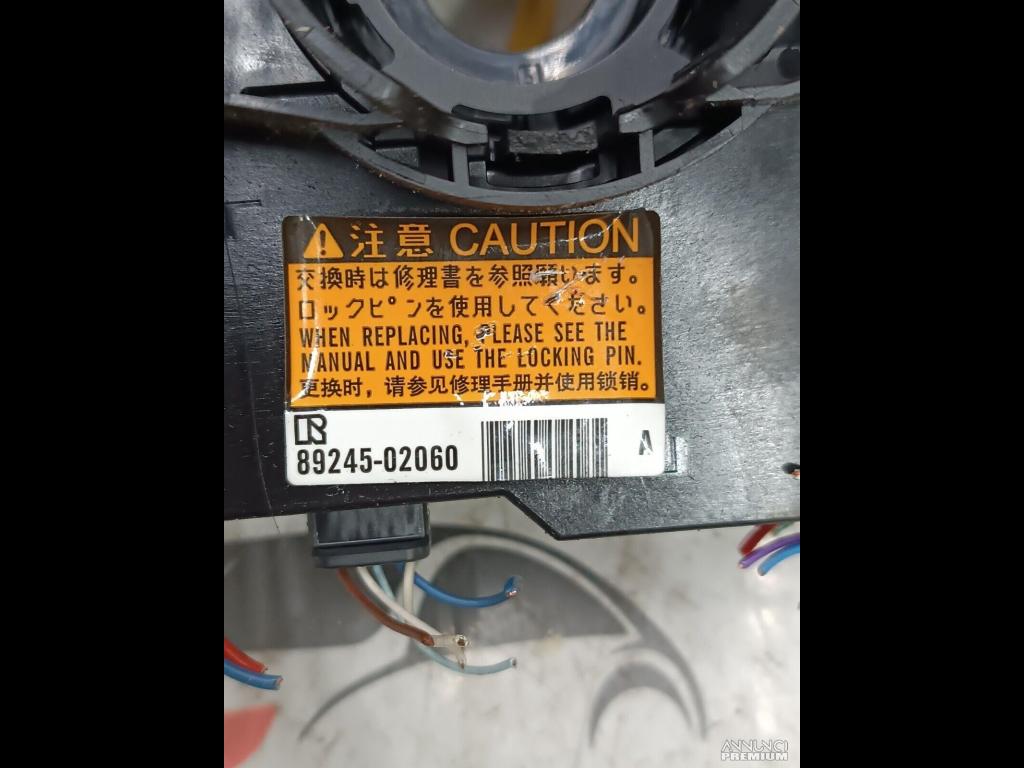 注意 CAUTION
交換時は修理書を参照願います。
ロックピンを使用してください。
WHEN REPLACING, PLEASE SEE THE
MANUAL AND USE THE LOCKING PIN.
更换时，请参见修理手册并使用锁销。
89245-02060
A
ANNUNCI
PREMIUM